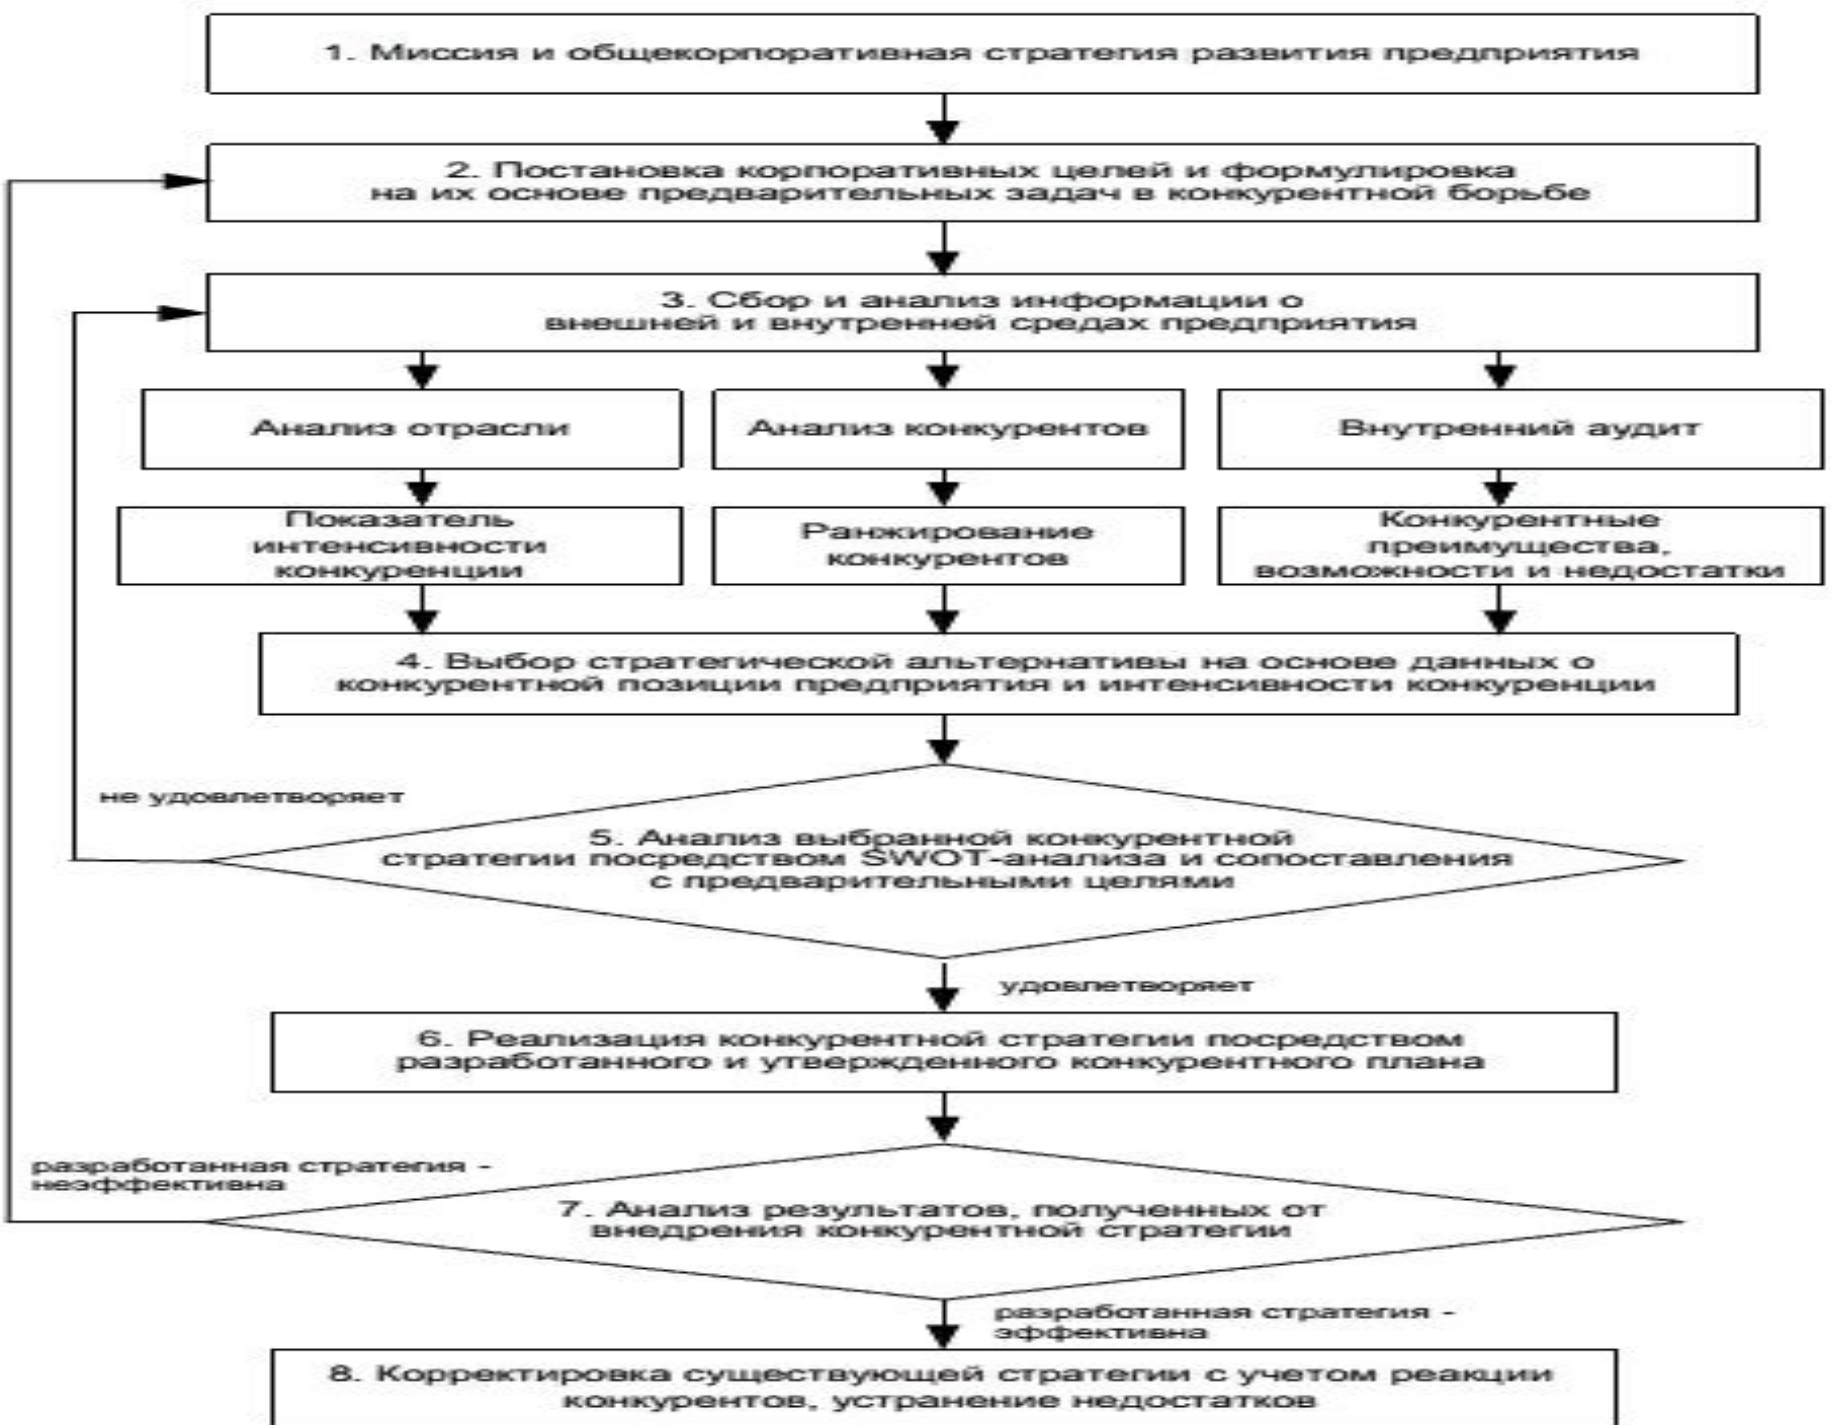 1. Миссия и общекорпоративная стратегия развития предприятия
2. Постановка корпоративных целей и формулировка
на их основе предварительных задач в конкурентной борьбе
3. Сбор и анализ информации о
внешней и внутренней средах предприятия
Анализ отрасли
Анализ конкурентов
Внутренний аудит
Показатель
интенсивности
конкуренции
Ранжирование
конкурентов
Конкурентные
преимущества,
возможности и недостатки
4. Выбор стратегической альтернативы на основе данных о
конкурентной позиции предприятия и интенсивности конкуренции
не удовлетворяет
5. Анализ выбранной конкурентной
стратегии посредством SWOT-анализа и сопоставления
с предварительными целями
удовлетворяет
6. Реализация конкурентной стратегии посредством
разработанного и утвержденного конкурентного плана
разработанная стратегия -
неэффективна
7. Анализ результатов, полученных от
внедрения конкурентной стратегии
разработанная стратегия -
эффективна
8. Корректировка существующей стратегии с учетом реакции
конкурентов, устранение недостатков